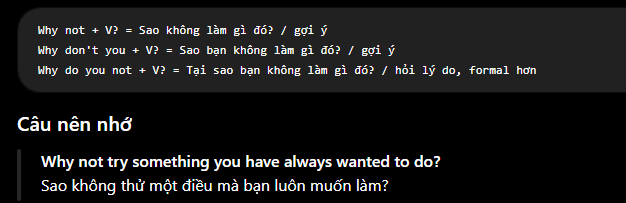 Why not + V? = Sao không làm gì đó? / gợi ý
Why don't you + V? = Sao bạn không làm gì đó? / gợi ý
Why do you not + V? = Tại sao bạn không làm gì đó? / hỏi lý do, formal hơn
Câu nên nhớ
Why not try something you have always wanted to do?
Sao không thử một điều mà bạn luôn muốn làm?